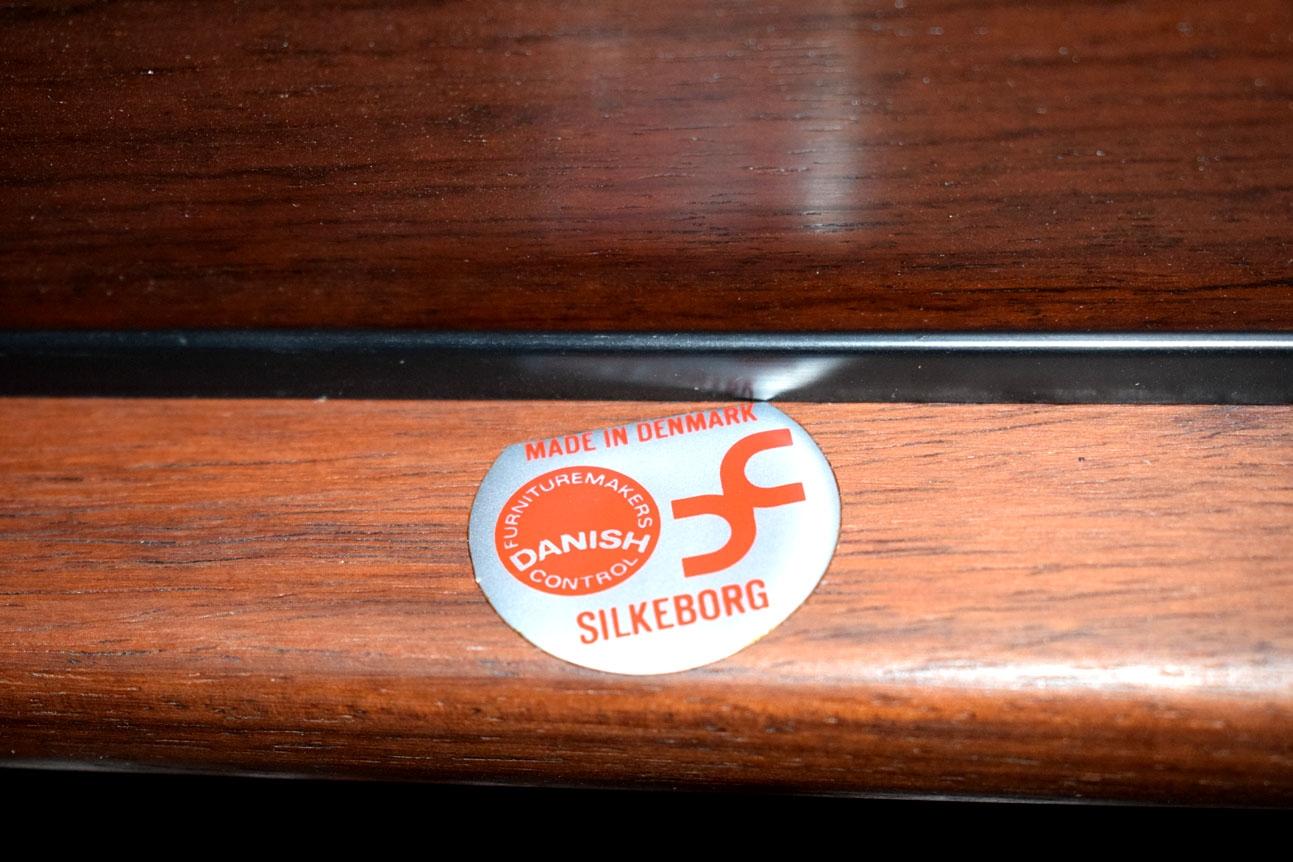 MADE IN DENMARK
FURNITUREMAKERS
DANISH
CONTROL
SILKEBORG